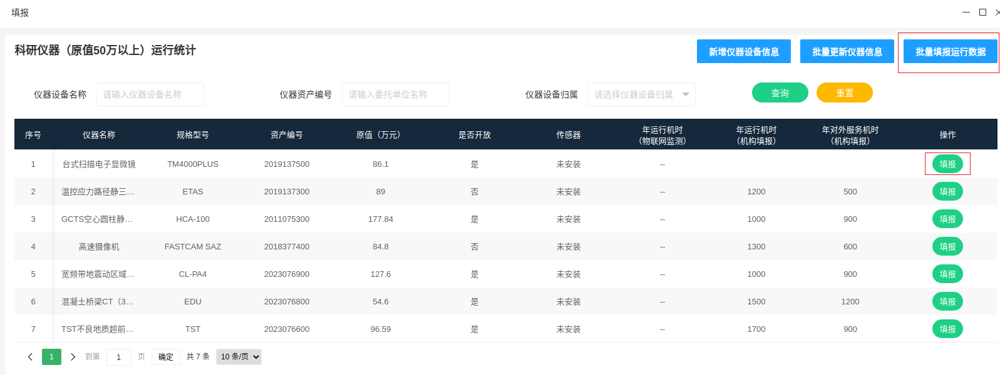 填报
科研仪器（原值50万以上）运行统计
新增仪器设备信息 批量更新仪器信息 批量填报运行数据
仪器设备名称 请输入仪器设备名称 仪器资产编号 请输入委托单位名称 仪器设备归属 请选择仪器设备归属 查询 重置
序号 仪器名称 规格型号 资产编号 原值（万元） 是否开放 传感器 年运行机时（物联网监测） 年运行机时（机构填报） 年对外服务机时（机构填报） 操作
1 台式扫描电子显微镜 TM4000PLUS 2019137500 86.1 是 未安装 -- 填报
2 温控应力路径静三... ETAS 2019137300 89 否 未安装 -- 1200 500 填报
3 GCTS空心圆柱静... HCA-100 2011075300 177.84 是 未安装 -- 1000 900 填报
4 高速摄像机 FASTCAM SAZ 2018377400 84.8 否 未安装 -- 1300 600 填报
5 宽频带地震动区域... CL-PA4 2023076900 127.6 是 未安装 -- 1000 900 填报
6 混凝土桥梁CT（3... EDU 2023076800 54.6 是 未安装 -- 1500 1200 填报
7 TST不良地质超前... TST 2023076600 96.59 是 未安装 -- 1700 900 填报
1 到第 1 页 确定 共 7 条 10 条/页